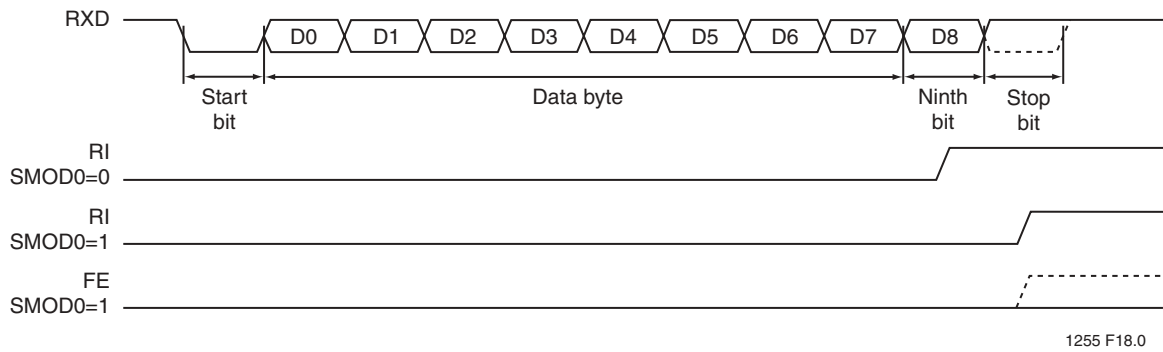 RXD
D0 D1 D2 D3 D4 D5 D6 D7 D8
Start
bit
Data byte
Ninth
bit
Stop
bit
RI
SMOD0=0
RI
SMOD0=1
FE
SMOD0=1
1255 F18.0